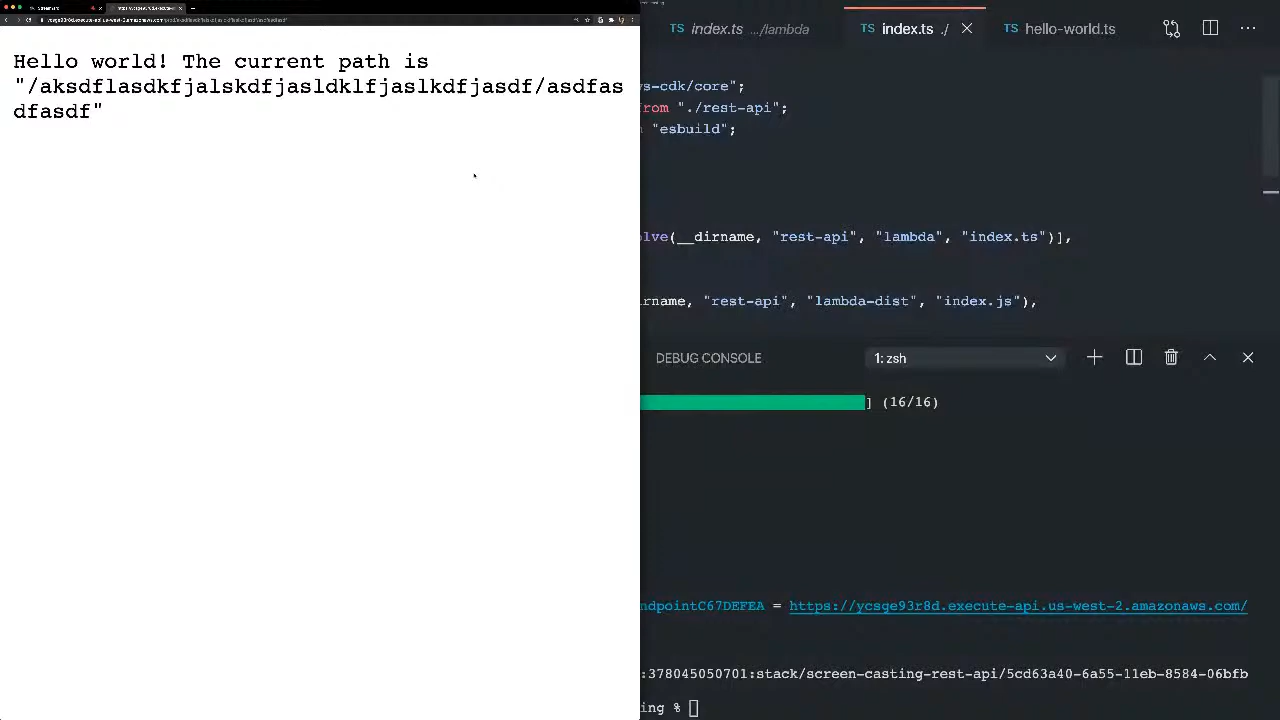 Hello world! The current path is
"/aksdflasdkfjalskdfjasldklfjaslkdfjasdf/asdfas
dfasdf"
TS index.ts .../lambda
TS index.ts ./
TS hello-world.ts
ws-cdk/core";
rom "./rest-api";
"esbuild";
olve(__dirname, "rest-api", "lambda", "index.ts")],
irname, "rest-api", "lambda-dist", "index.js"),
DEBUG CONSOLE
1: zsh
] (16/16)
ndpointC67DEFEA = https://ycsge93r8d.execute-api.us-west-2.amazonaws.com/
:378045050701:stack/screen-casting-rest-api/5cd63a40-6a55-11eb-8584-06bfb
ing %